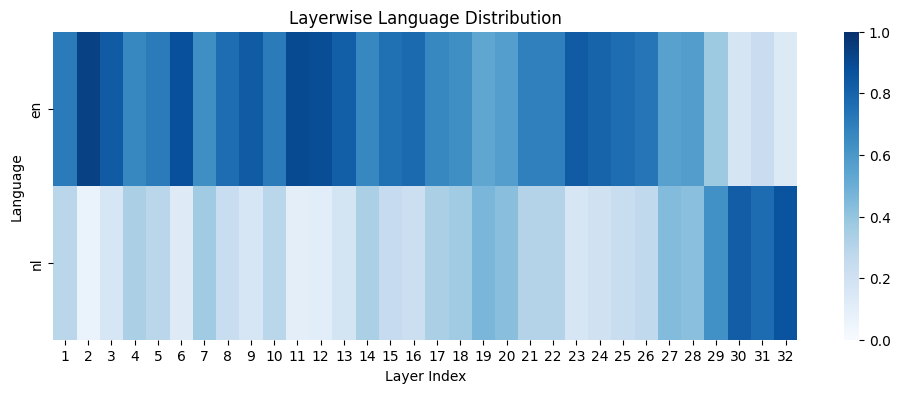 Layerwise Language Distribution
1.0
en
0.8
0.6
Language
0.4
nl
0.2
0.0
1 2 3 4 5 6 7 8 9 10 11 12 13 14 15 16 17 18 19 20 21 22 23 24 25 26 27 28 29 30 31 32
Layer Index